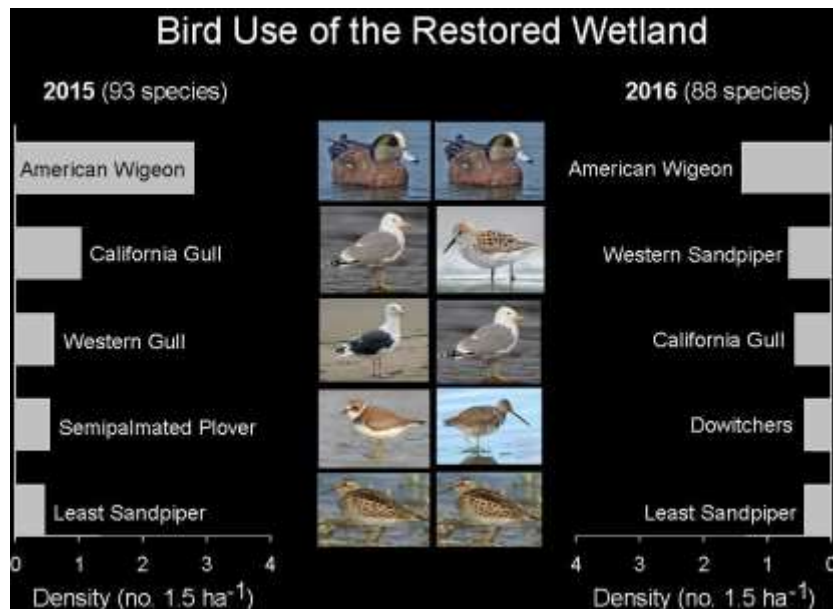 Bird Use of the Restored Wetland
2015 (93 species)
American Wigeon
California Gull
Western Gull
Semipalmated Plover
Least Sandpiper
0 1 2 3 4
Density (no. 1.5 ha-1)
2016 (88 species)
American Wigeon
Western Sandpiper
California Gull
Dowitchers
Least Sandpiper
4 3 2 1 0
Density (no. 1.5 ha-1)